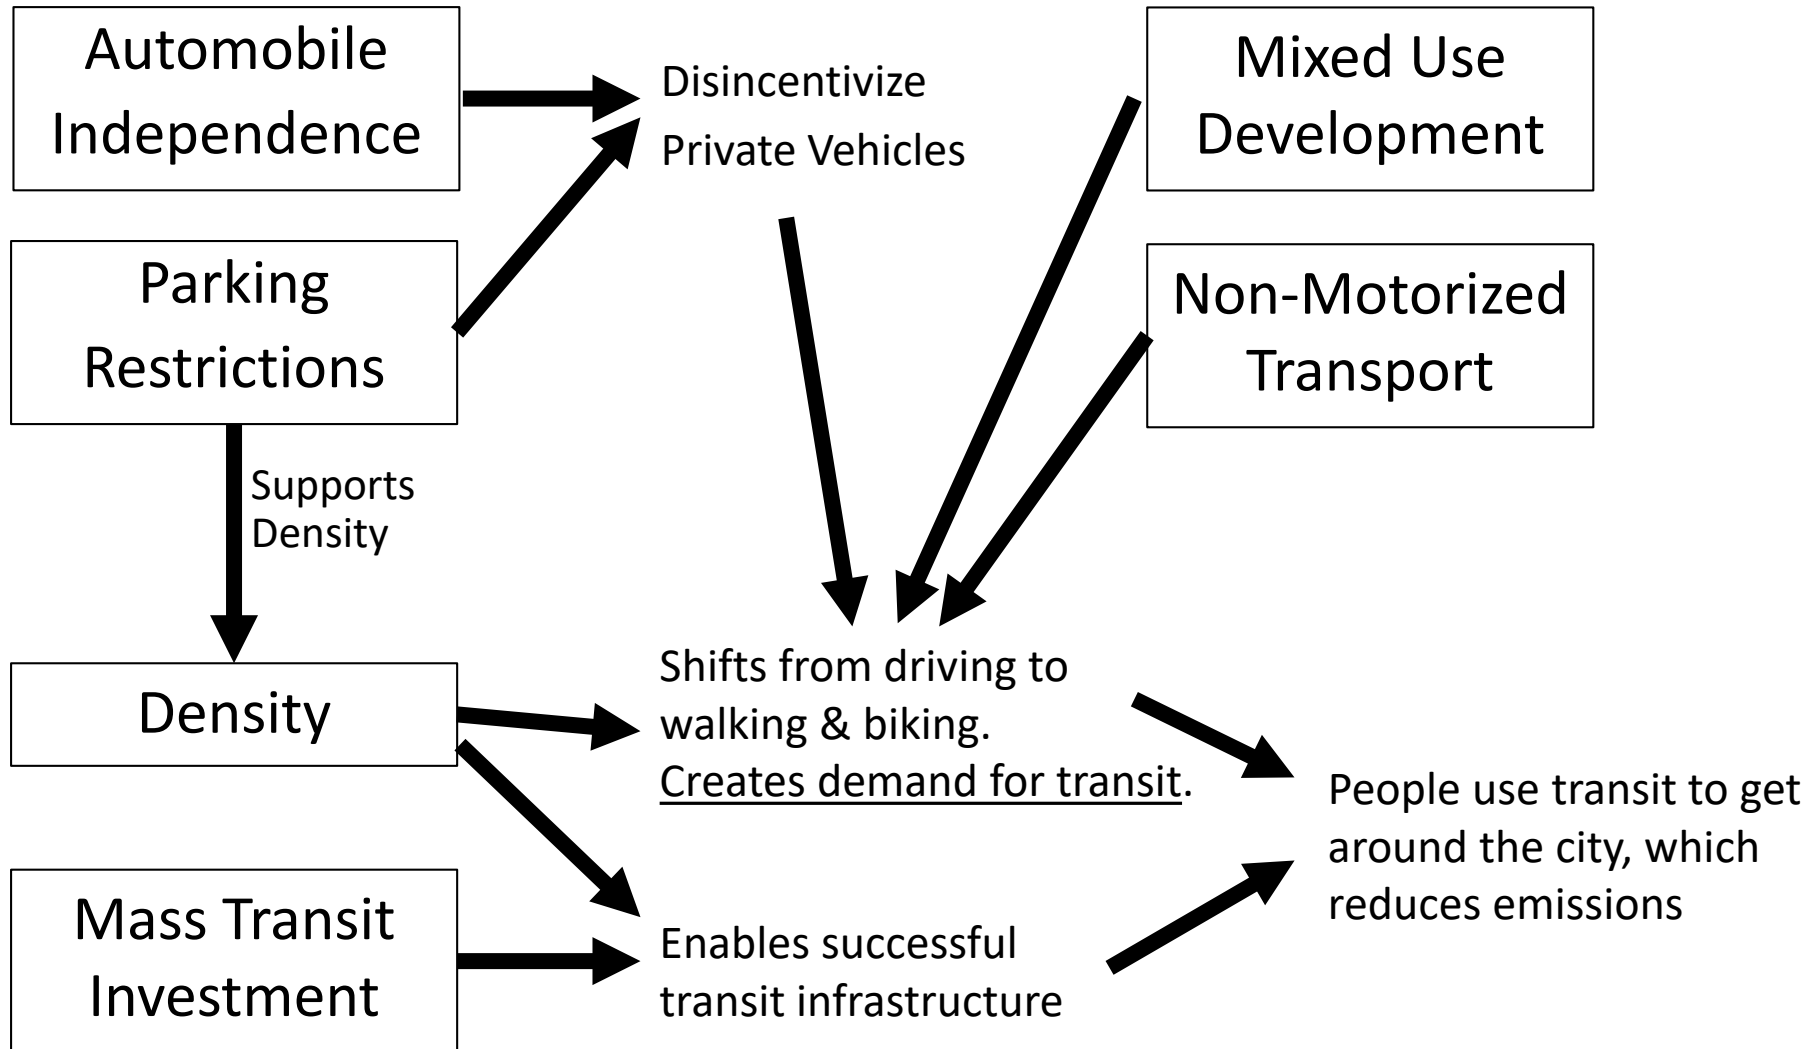 Automobile
Independence
Disincentivize
Private Vehicles
Mixed Use
Development
Parking
Restrictions
Non-Motorized
Transport
Supports
Density
Density
Shifts from driving to
walking & biking.
Creates demand for transit.
People use transit to get
around the city, which
reduces emissions
Mass Transit
Investment
Enables successful
transit infrastructure